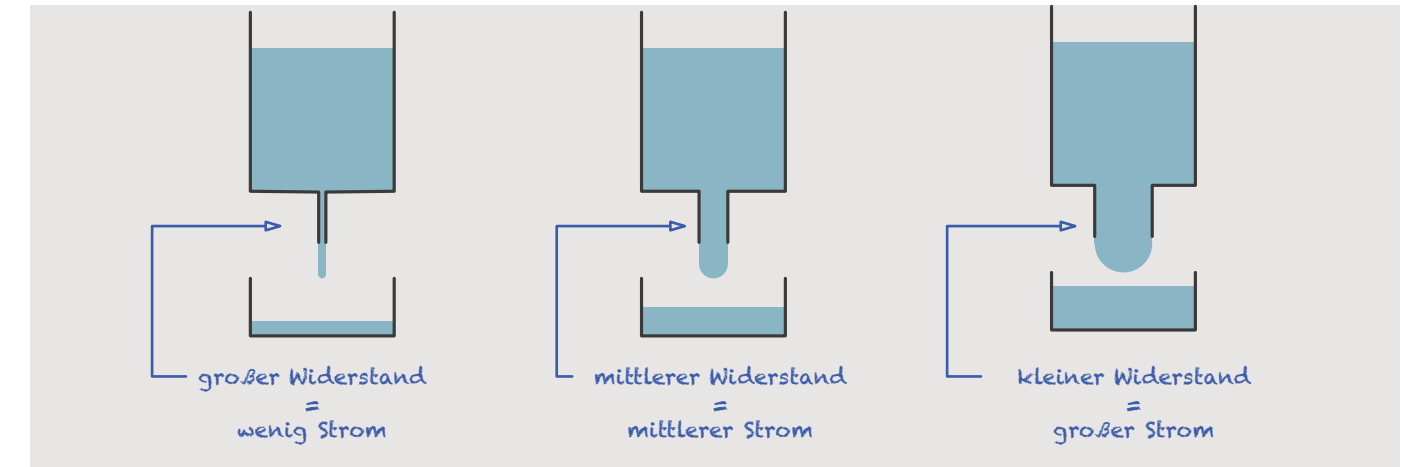 großer Widerstand
=
wenig Strom
mittlerer Widerstand
=
mittlerer Strom
kleiner Widerstand
=
großer Strom